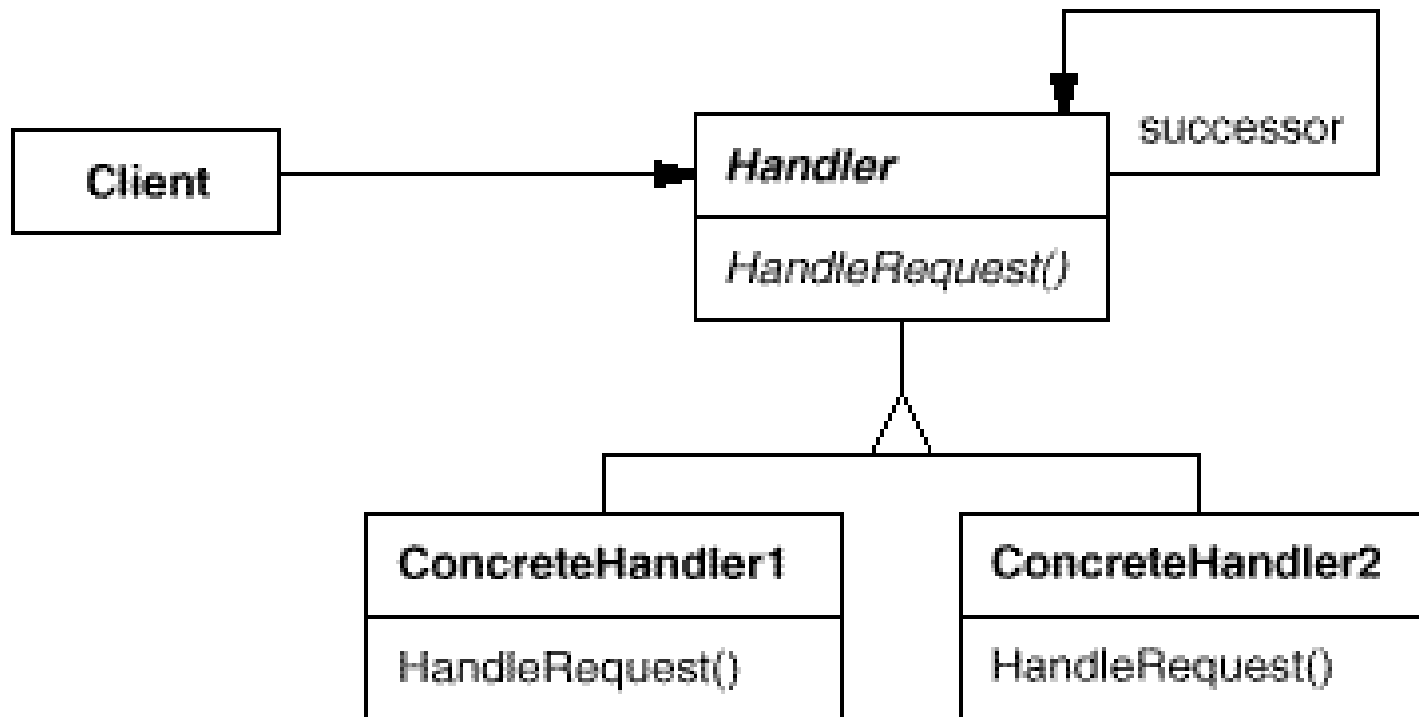 successor
Client
Handler
HandleRequest()
ConcreteHandler1
ConcreteHandler2
HandleRequest()
HandleRequest()